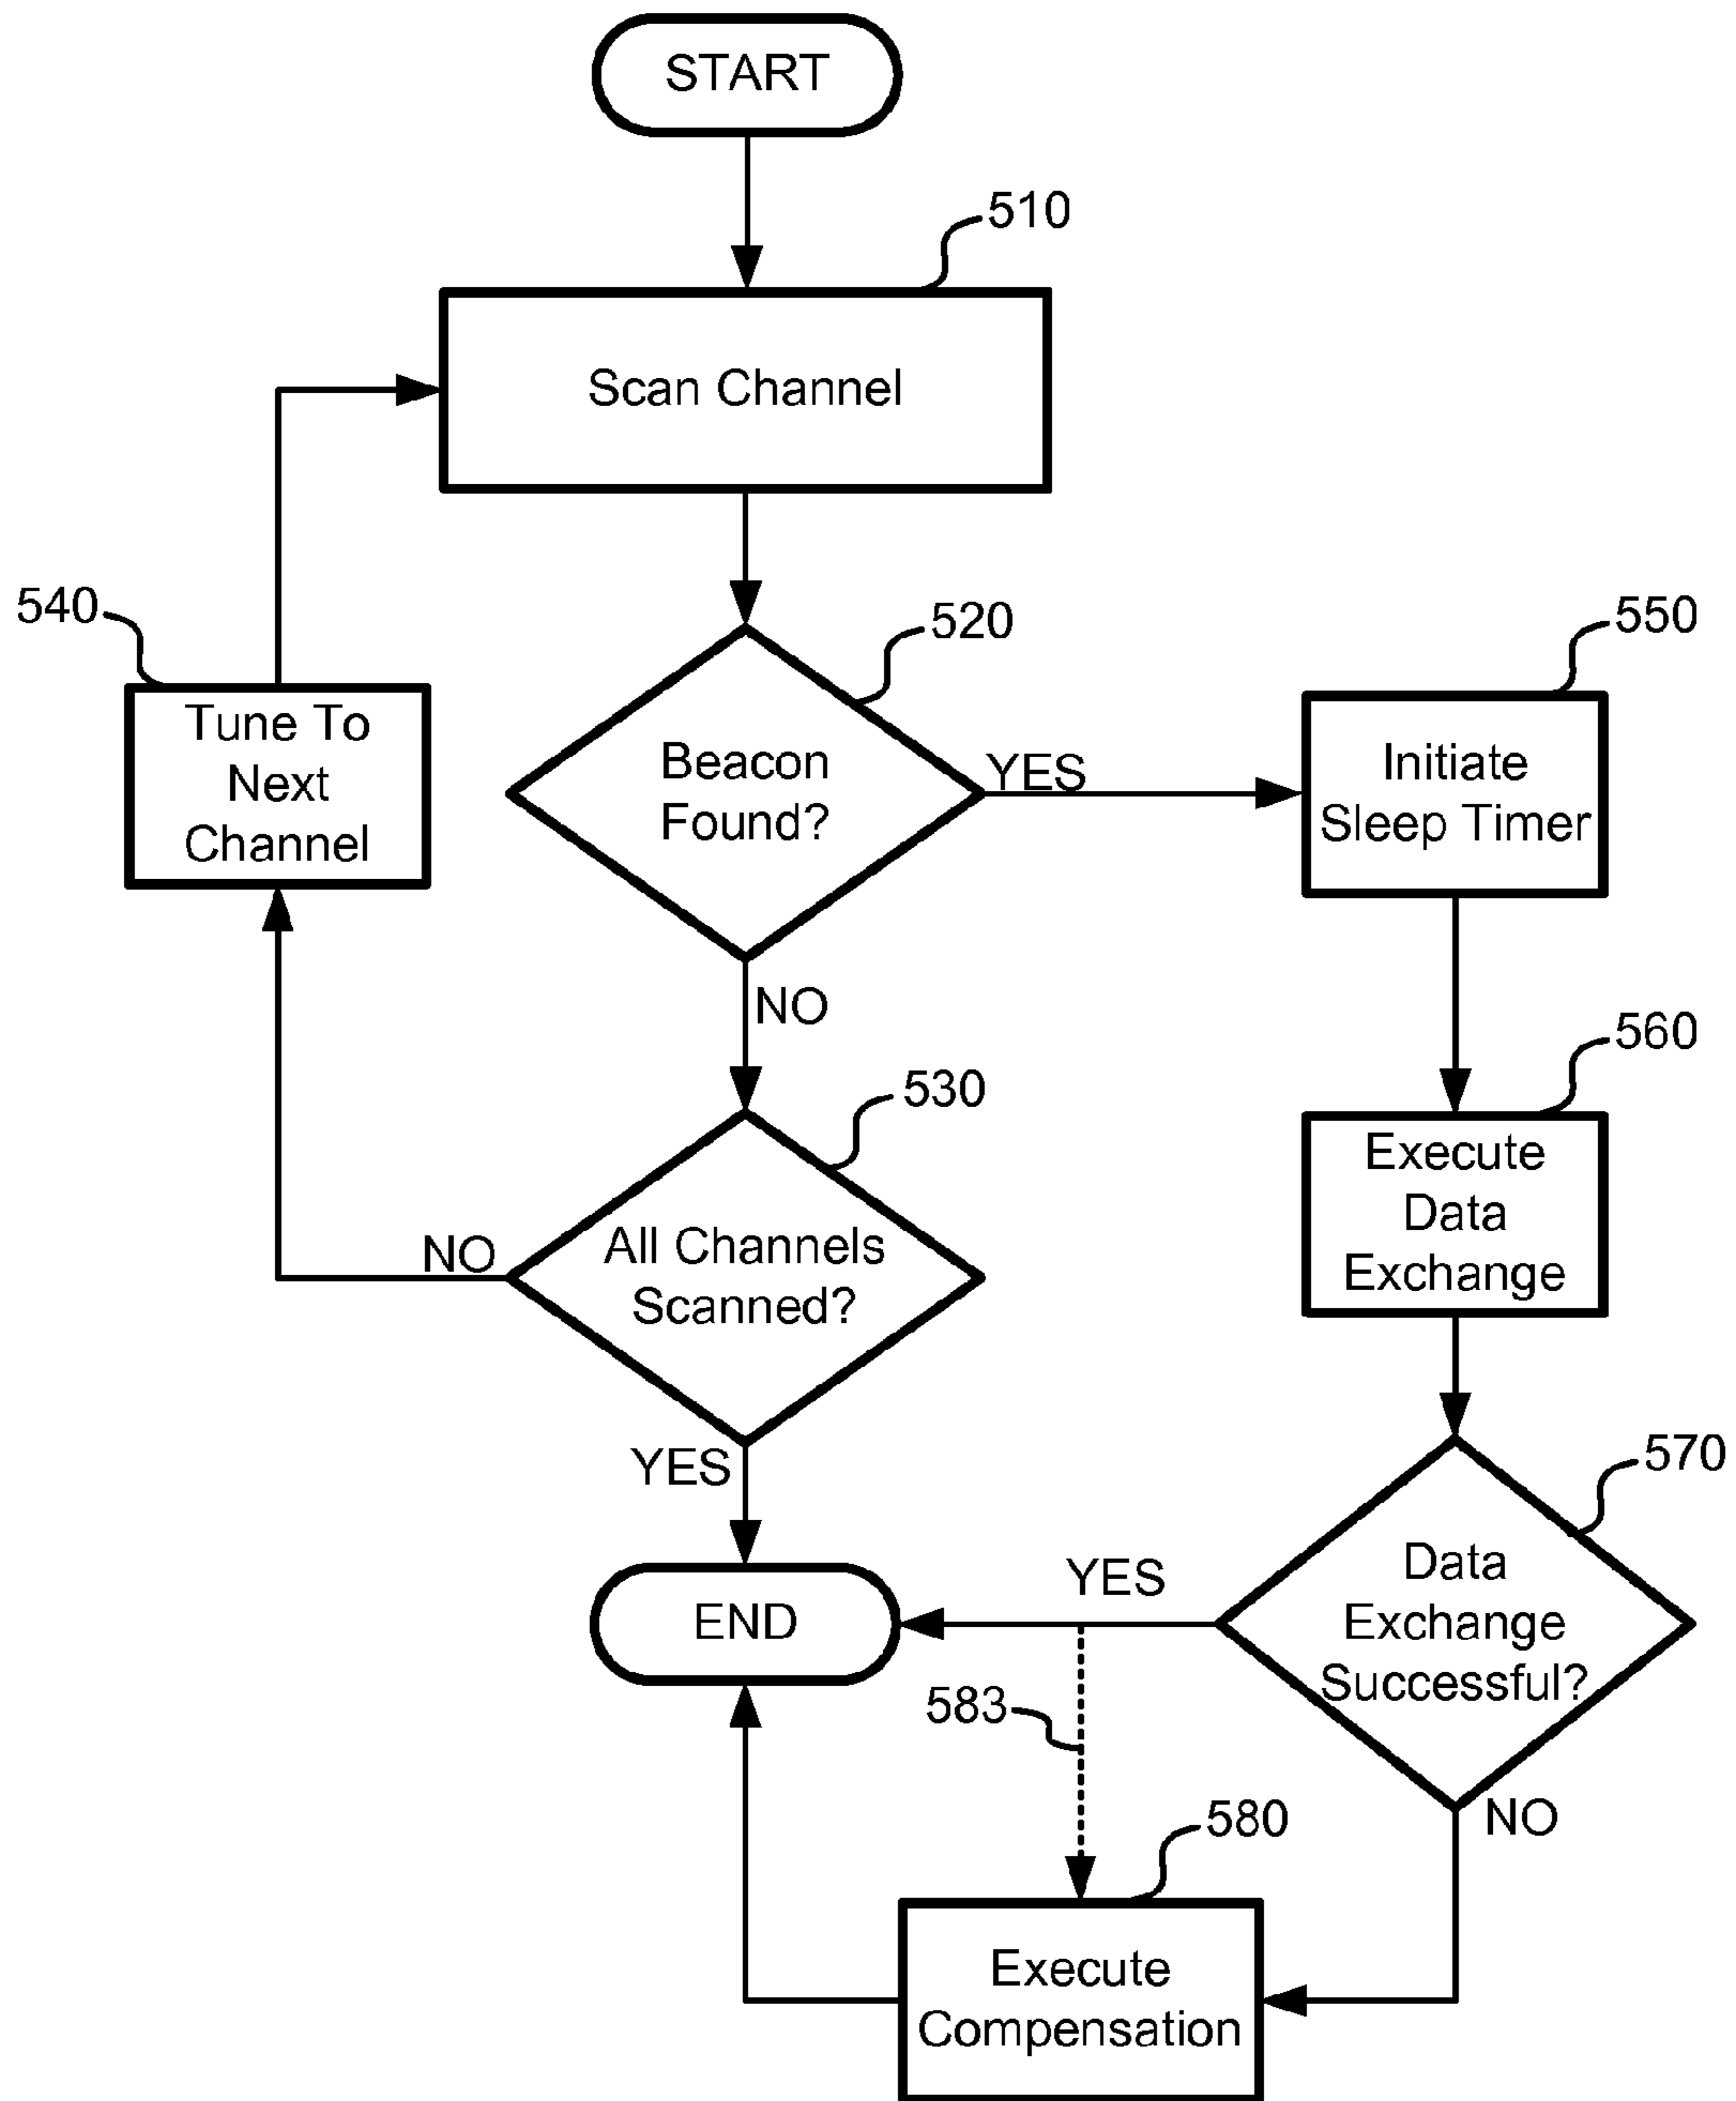 START
510
Scan Channel
540
520
550
Tune To
Next
Channel
Beacon
Found?
YES
Initiate
Sleep Timer
NO
530
560
NO
All Channels
Scanned?
Execute
Data
Exchange
YES
570
END
YES
Data
Exchange
Successful?
583
580
NO
Execute
Compensation